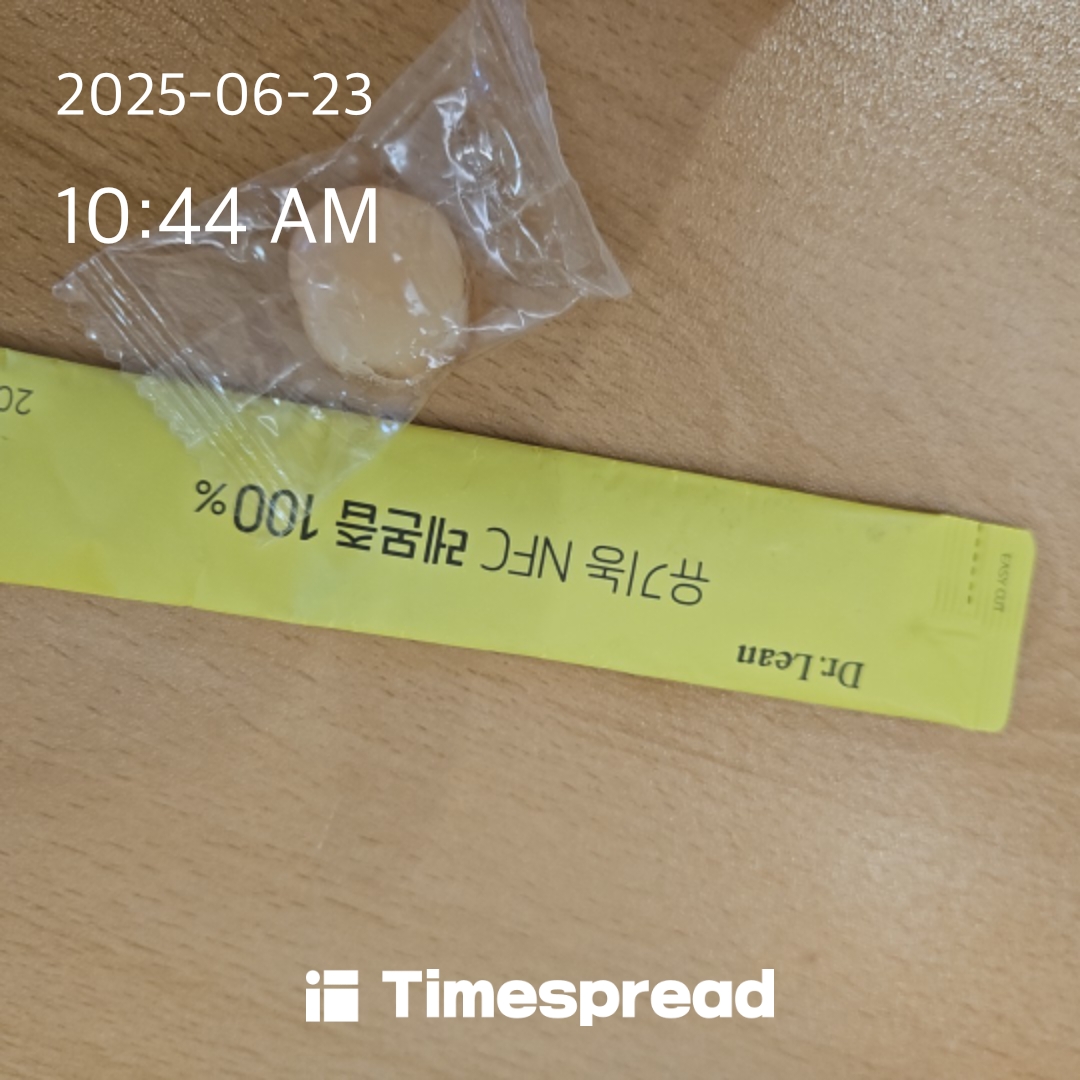 2025-06-23
10:44 AM
Dr.Lean
유기농 NFC 레몬즙 100%
EASY CUT
20
Timespread